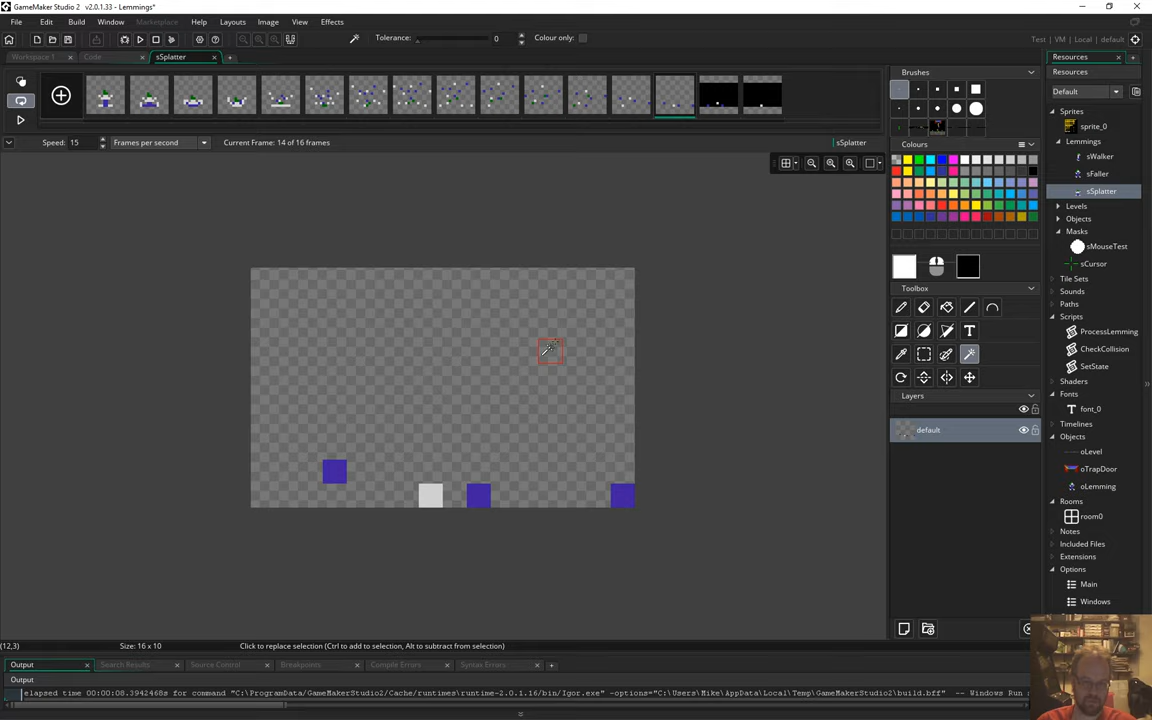 GameMaker Studio 2 v2.0.1.33 - Lemmings*
File Edit Build Window Marketplace Help Layouts Image Windows Effects
Tolerance: 0 Colour only:
Test | VM | Local | default
Workspace 1 Code sSplatter
Resources
Resources
Default
Brushes
Speed: 15 Frames per second Current Frame: 14 of 16 frames sSplatter
Colours
Toolbox
Layers
default
Sprites
sprite_0
Lemmings
sWalker
sFaller
sSplatter
Levels
Objects
Masks
sMouseTest
sCursor
Tile Sets
Sounds
Paths
Scripts
ProcessLemming
CheckCollision
SetState
Shaders
Fonts
font_0
Timelines
Objects
oLevel
oTrapDoor
oLemming
Rooms
room0
Notes
Included Files
Extensions
Options
Main
Windows
(12,3) Size: 16 x 10 Click to replace selection (Ctrl to add to selection, Alt to subtract from selection)
Output Search Results Source Control Breakpoints Compile Errors Syntax Errors
Output
elapsed time 00:00:08.3942468s for command "C:\ProgramData/GameMakerStudio2/Cache/runtimes\runtime-2.0.1.16/bin/Igor.exe" -options="C:\Users\Mike\AppData\Local\Temp\GameMakerStudio2\build.bff" -- Windows Run